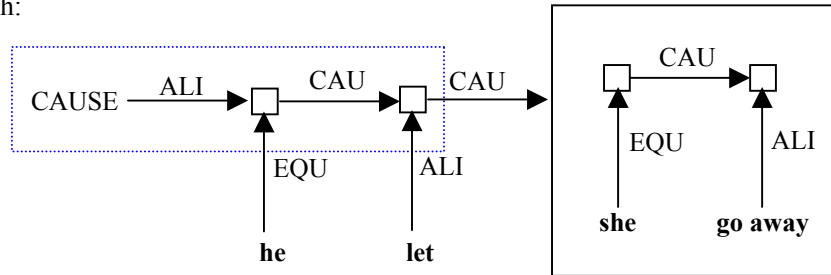 h:
CAU
CAUSE ALI CAU CAU
EQU ALI EQU ALI
she go away
he let